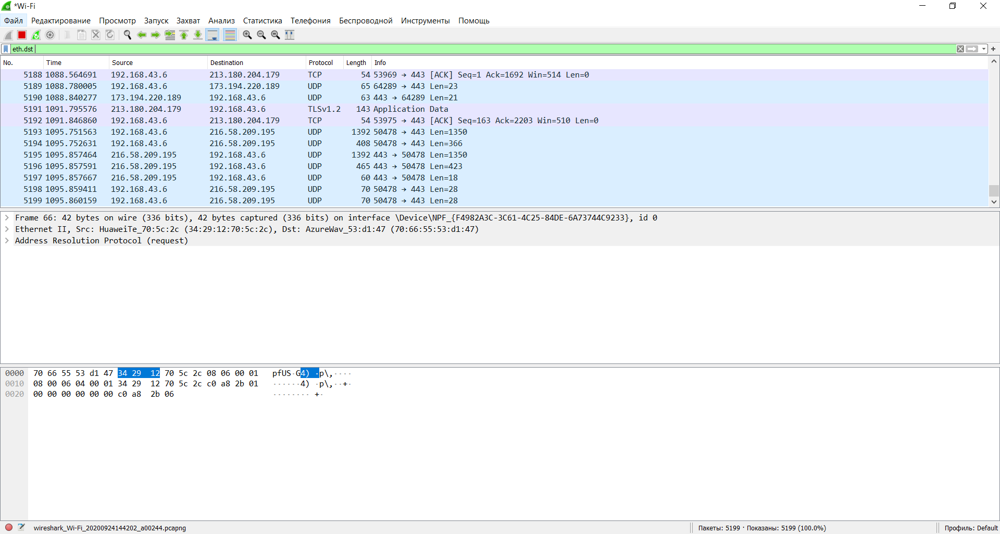 *Wi-Fi
Файл Редактирование Просмотр Запуск Захват Анализ Статистика Телефония Беспроводной Инструменты Помощь
eth.dst
No. Time Source Destination Protocol Length Info
5188 1088.564691 192.168.43.6 213.180.204.179 TCP 54 53969 → 443 [ACK] Seq=1 Ack=1692 Win=514 Len=0
5189 1088.780005 192.168.43.6 173.194.220.189 UDP 65 64289 → 443 Len=23
5190 1088.840277 173.194.220.189 192.168.43.6 UDP 63 443 → 64289 Len=21
5191 1091.795576 213.180.204.179 192.168.43.6 TLSv1.2 143 Application Data
5192 1091.846860 192.168.43.6 213.180.204.179 TCP 54 53975 → 443 [ACK] Seq=163 Ack=2203 Win=510 Len=0
5193 1095.751563 192.168.43.6 216.58.209.195 UDP 1392 50478 → 443 Len=1350
5194 1095.752631 192.168.43.6 216.58.209.195 UDP 408 50478 → 443 Len=366
5195 1095.857464 216.58.209.195 192.168.43.6 UDP 1392 443 → 50478 Len=1350
5196 1095.857591 216.58.209.195 192.168.43.6 UDP 465 443 → 50478 Len=423
5197 1095.857667 216.58.209.195 192.168.43.6 UDP 60 443 → 50478 Len=18
5198 1095.859411 192.168.43.6 216.58.209.195 UDP 70 50478 → 443 Len=28
5199 1095.860159 192.168.43.6 216.58.209.195 UDP 70 50478 → 443 Len=28
Frame 66: 42 bytes on wire (336 bits), 42 bytes captured (336 bits) on interface \Device\NPF_{F4982A3C-3C61-4C25-84DE-6A73744C9233}, id 0
Ethernet II, Src: HuaweiTe_70:5c:2c (34:29:12:70:5c:2c), Dst: AzureWav_53:d1:47 (70:66:55:53:d1:47)
Address Resolution Protocol (request)
0000 70 66 55 53 d1 47 34 29 12 70 5c 2c 08 06 00 01 pfUS·G4) ·p\,····
0010 08 00 06 04 00 01 34 29 12 70 5c 2c c0 a8 2b 01 ······4) ·p\,··+·
0020 00 00 00 00 00 00 c0 a8 2b 06 ········ +·
wireshark_Wi-Fi_20200924144202_a00244.pcapng Пакеты: 5199 · Показаны: 5199 (100.0%) Профиль: Default